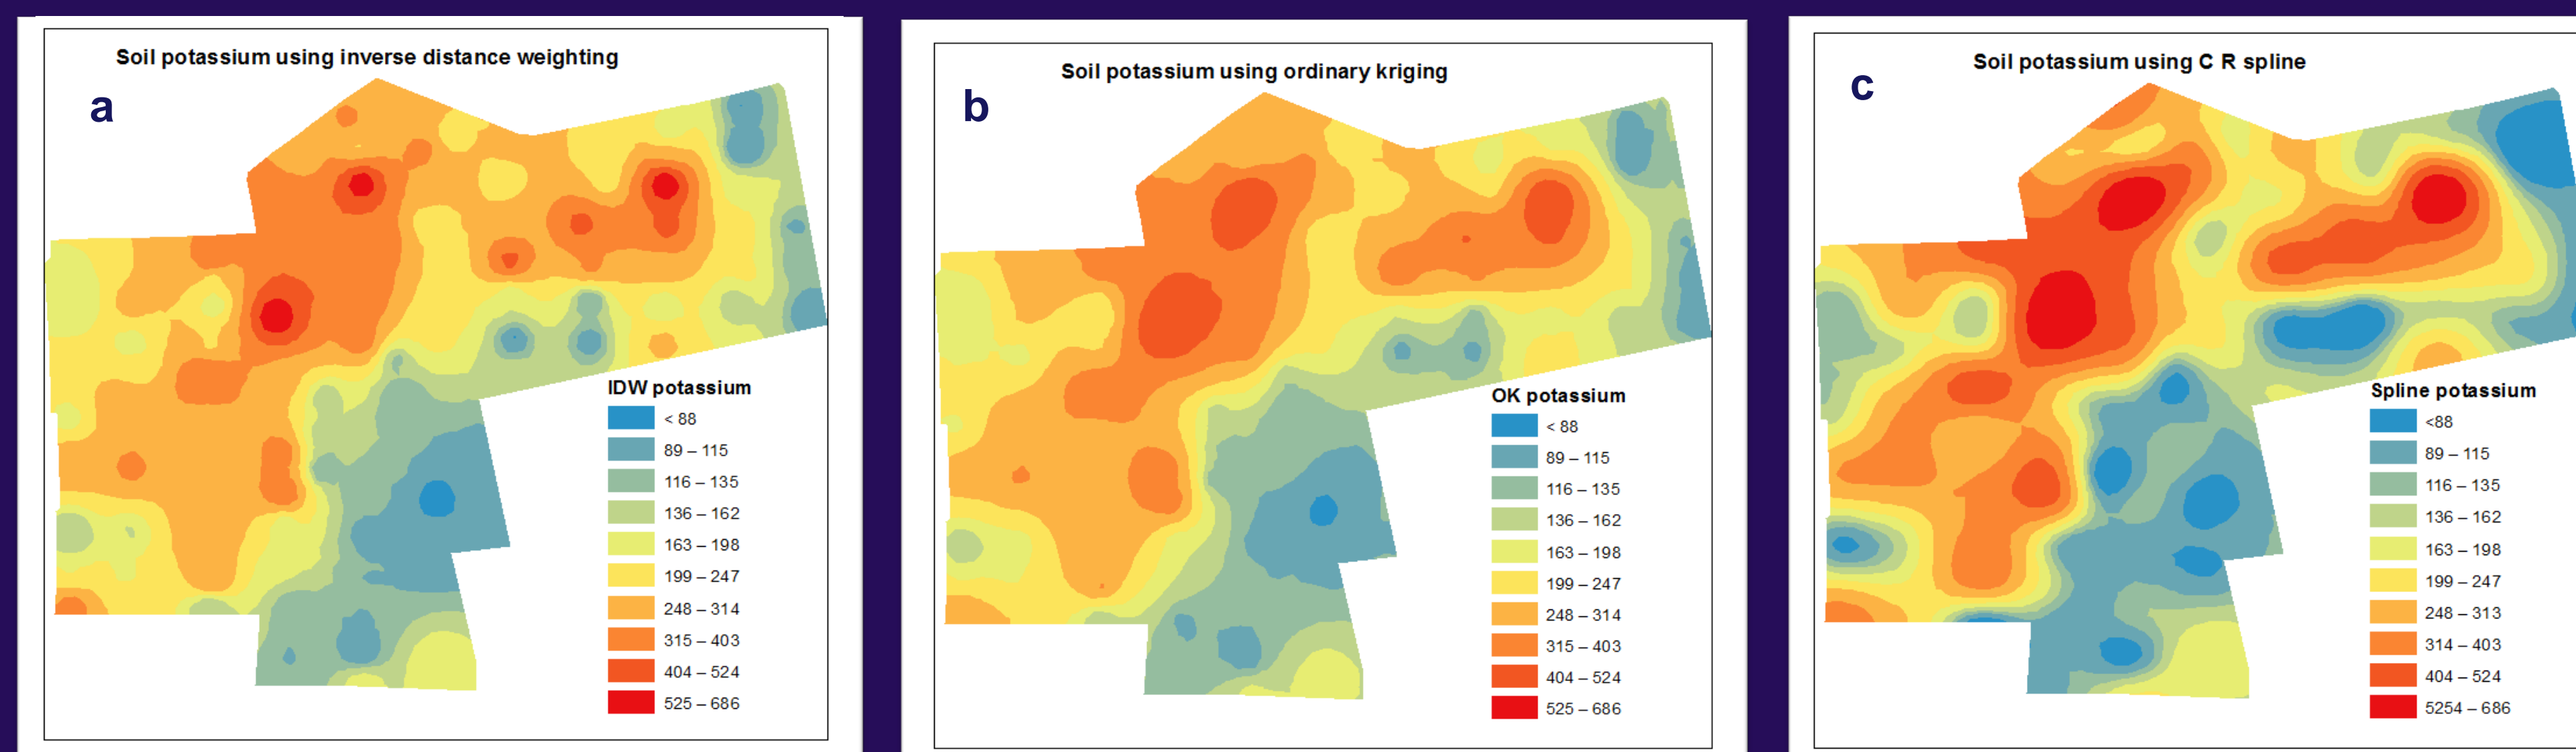 Soil potassium using inverse distance weighting
a
IDW potassium
< 88
89 – 115
116 – 135
136 – 162
163 – 198
199 – 247
248 – 314
315 – 403
404 – 524
525 – 686
Soil potassium using ordinary kriging
b
OK potassium
< 88
89 – 115
116 – 135
136 – 162
163 – 198
199 – 247
248 – 314
315 – 403
404 – 524
525 – 686
Soil potassium using C R spline
c
Spline potassium
<88
89 – 115
116 – 135
136 – 162
163 – 198
199 – 247
248 – 313
314 – 403
404 – 524
5254 – 686